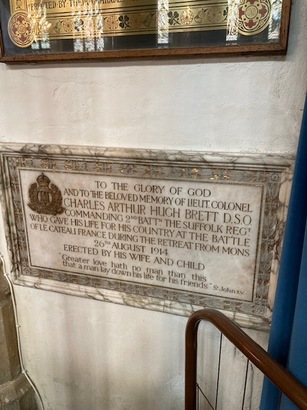 TO THE GLORY OF GOD
AND TO THE BELOVED MEMORY OF LIEUT. COLONEL
CHARLES ARTHUR HUGH BRETT D.S.O
COMMANDING 2ND BATTN THE SUFFOLK REGT
WHO GAVE HIS LIFE FOR HIS COUNTRY AT THE BATTLE
OF LE CATEAU FRANCE DURING THE RETREAT FROM MONS
26TH AUGUST 1914
ERECTED BY HIS WIFE AND CHILD
"Greater love hath no man than this
that a man lay down his life for his friends" St John XV